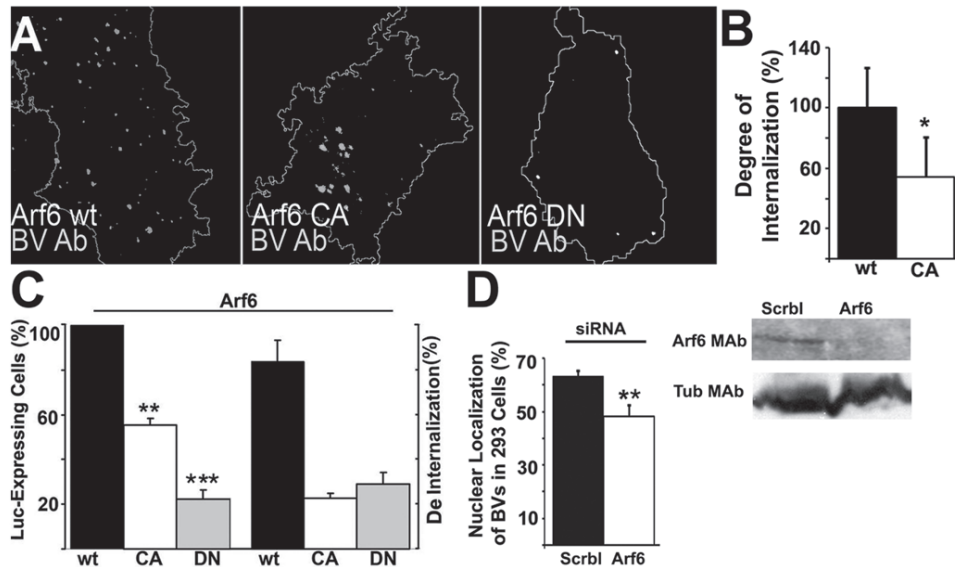 A
Arf6 wt
BV Ab
Arf6 CA
BV Ab
Arf6 DN
BV Ab
B
Degree of
Internalization (%)
140
100
60
20
*
wt
CA
C
Arf6
Luc-Expressing Cells (%)
100
60
20
**
***
De Internalization(%)
wt
CA
DN
wt
CA
DN
D
siRNA
Nuclear Localization
of BVs in 293 Cells (%)
70
50
30
10
**
Scrbl
Arf6
Scrbl
Arf6
Arf6 MAb
Tub MAb